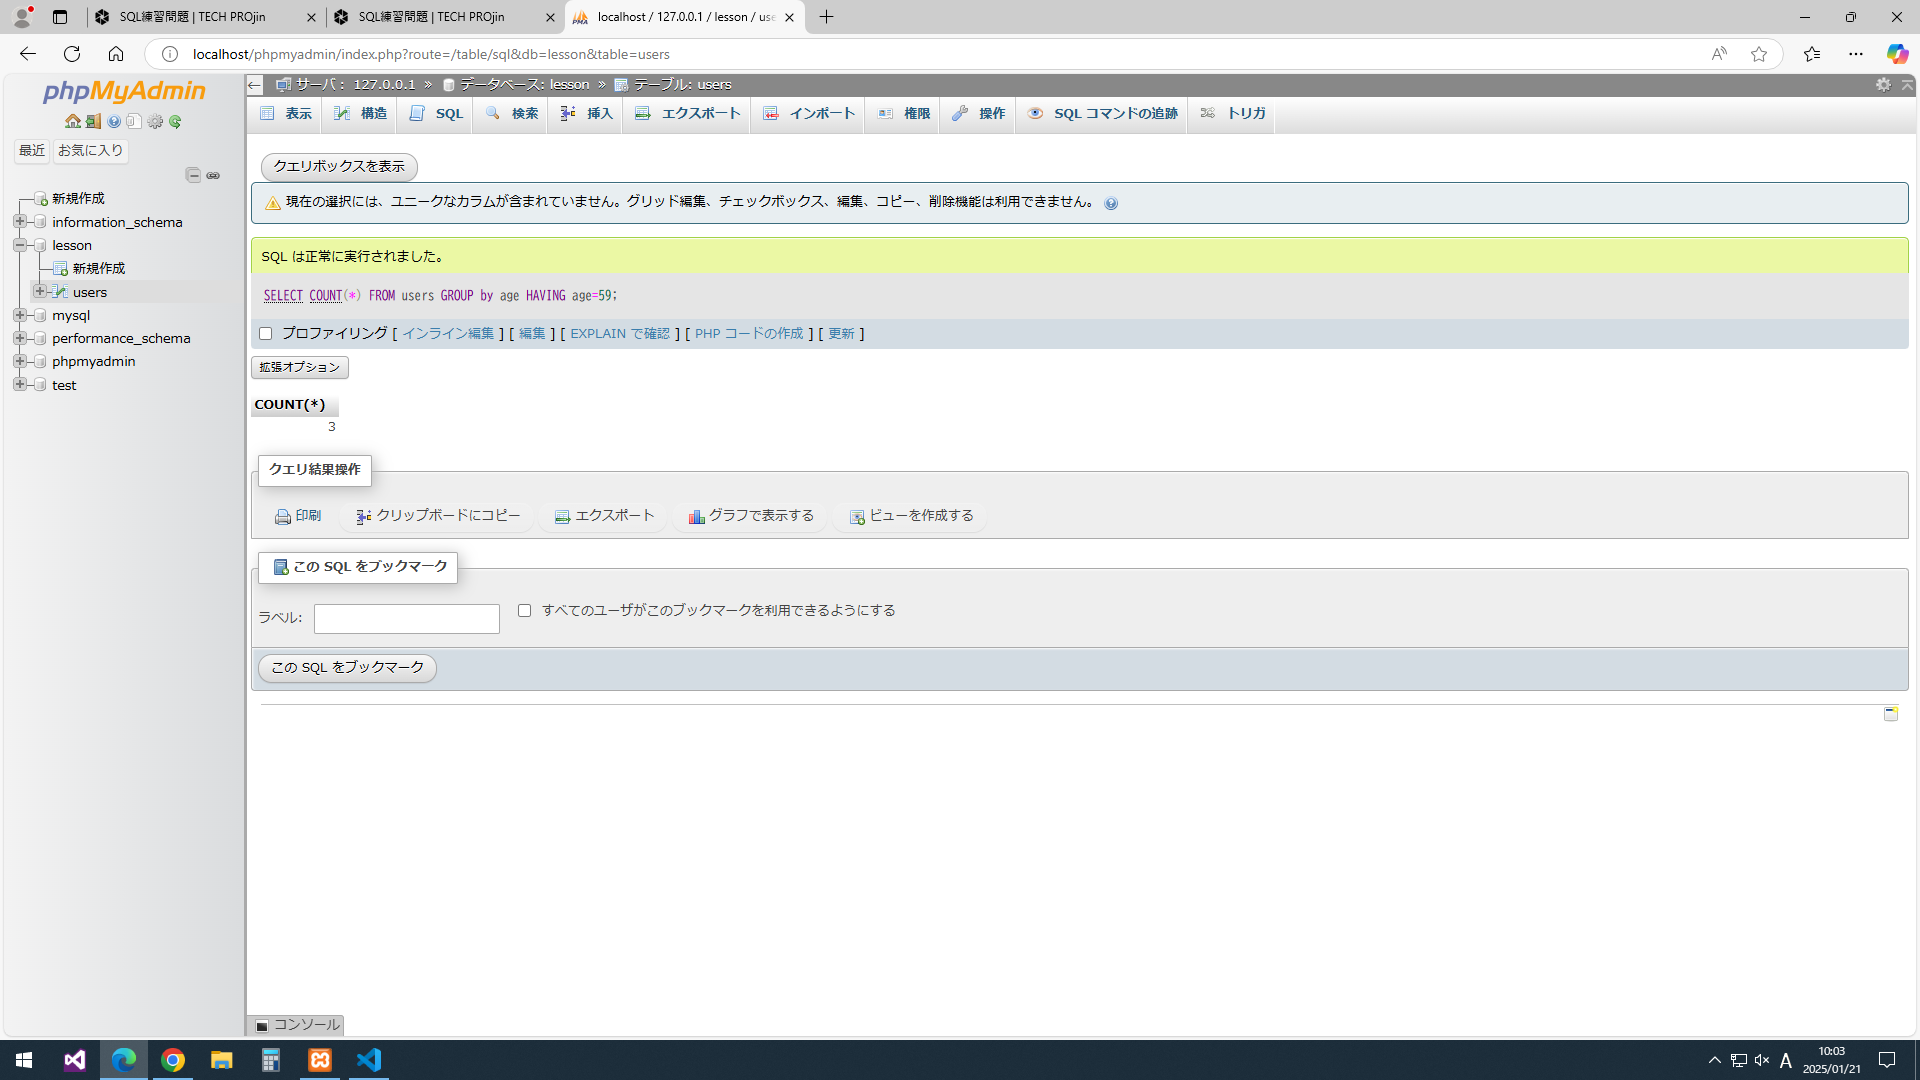 SQL練習問題 | TECH PROjin
SQL練習問題 | TECH PROjin
localhost / 127.0.0.1 / lesson / use
localhost/phpmyadmin/index.php?route=/table/sql&db=lesson&table=users
phpMyAdmin
最近 お気に入り
新規作成
information_schema
lesson
新規作成
users
mysql
performance_schema
phpmyadmin
test
サーバ: 127.0.0.1 » データベース: lesson » テーブル: users
表示 構造 SQL 検索 挿入 エクスポート インポート 権限 操作 SQL コマンドの追跡 トリガ
クエリボックスを表示
現在の選択には、ユニークなカラムが含まれていません。グリッド編集、チェックボックス、編集、コピー、削除機能は利用できません。
SQL は正常に実行されました。
SELECT COUNT(*) FROM users GROUP by age HAVING age=59;
プロファイリング [ インライン編集 ] [ 編集 ] [ EXPLAIN で確認 ] [ PHP コードの作成 ] [ 更新 ]
拡張オプション
COUNT(*)
3
クエリ結果操作
印刷 クリップボードにコピー エクスポート グラフで表示する ビューを作成する
この SQL をブックマーク
ラベル: すべてのユーザがこのブックマークを利用できるようにする
この SQL をブックマーク
コンソール
A 10:03
2025/01/21